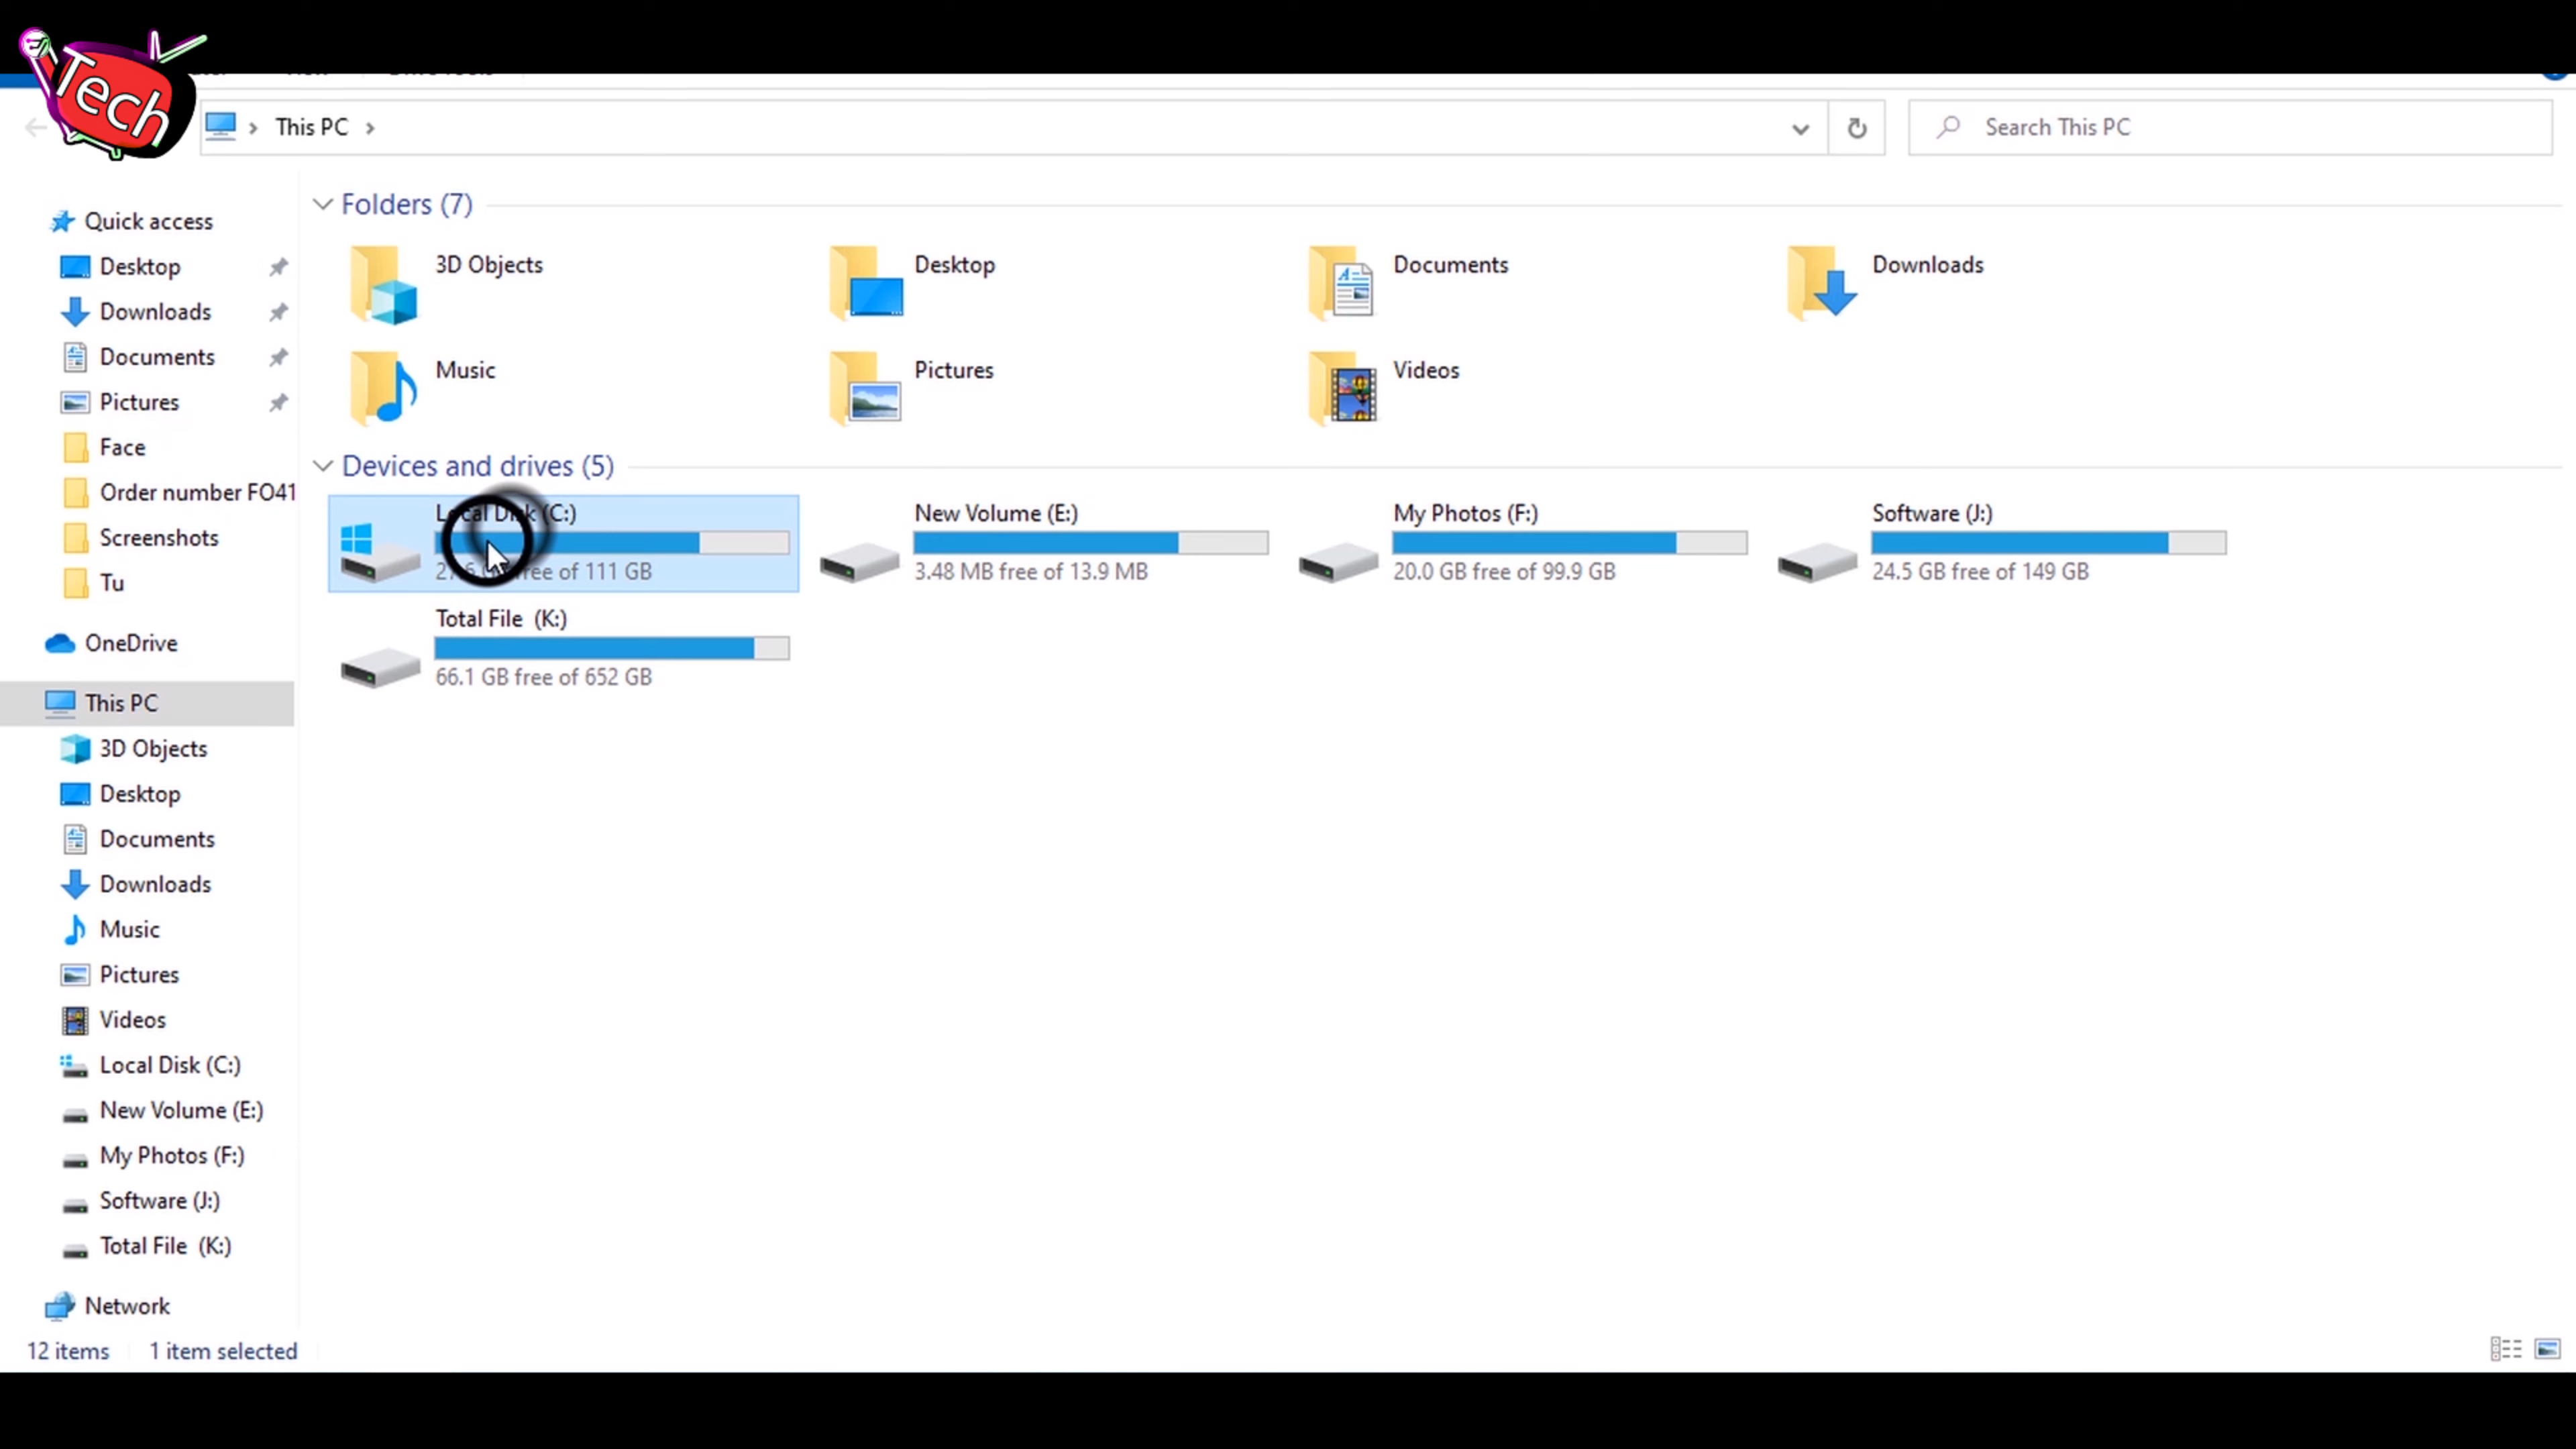 Tech
This PC
Search This PC
Quick access
Desktop
Downloads
Documents
Pictures
Face
Order number FO41
Screenshots
Tu
OneDrive
This PC
3D Objects
Desktop
Documents
Downloads
Music
Pictures
Videos
Local Disk (C:)
New Volume (E:)
My Photos (F:)
Software (J:)
Total File (K:)
Network
Folders (7)
3D Objects
Desktop
Documents
Downloads
Music
Pictures
Videos
Devices and drives (5)
Local Disk (C:)
free of 111 GB
New Volume (E:)
3.48 MB free of 13.9 MB
My Photos (F:)
20.0 GB free of 99.9 GB
Software (J:)
24.5 GB free of 149 GB
Total File (K:)
66.1 GB free of 652 GB
12 items
1 item selected